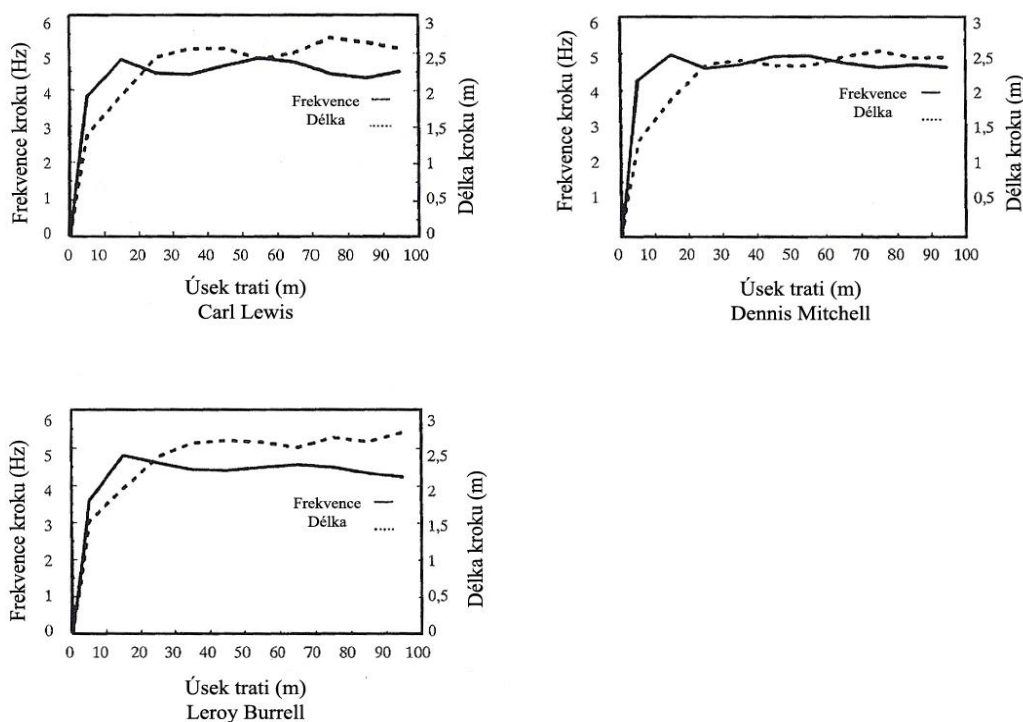 Frekvence kroku (Hz)
6
5
4
3
2
1
0
Frekvence
Délka
3
2,5
2
1,5
1
0,5
0
Délka kroku (m)
0 10 20 30 40 50 60 70 80 90 100
Úsek trati (m)
Carl Lewis
Frekvence kroku (Hz)
6
5
4
3
2
1
Frekvence
Délka
3
2,5
2
1,5
1
0,5
0
Délka kroku (m)
0 10 20 30 40 50 60 70 80 90 100
Úsek trati (m)
Dennis Mitchell
Frekvence kroku (Hz)
6
5
4
3
2
1
0
Frekvence
Délka
3
2,5
2
1,5
1
0,5
0
Délka kroku (m)
0 10 20 30 40 50 60 70 80 90 100
Úsek trati (m)
Leroy Burrell